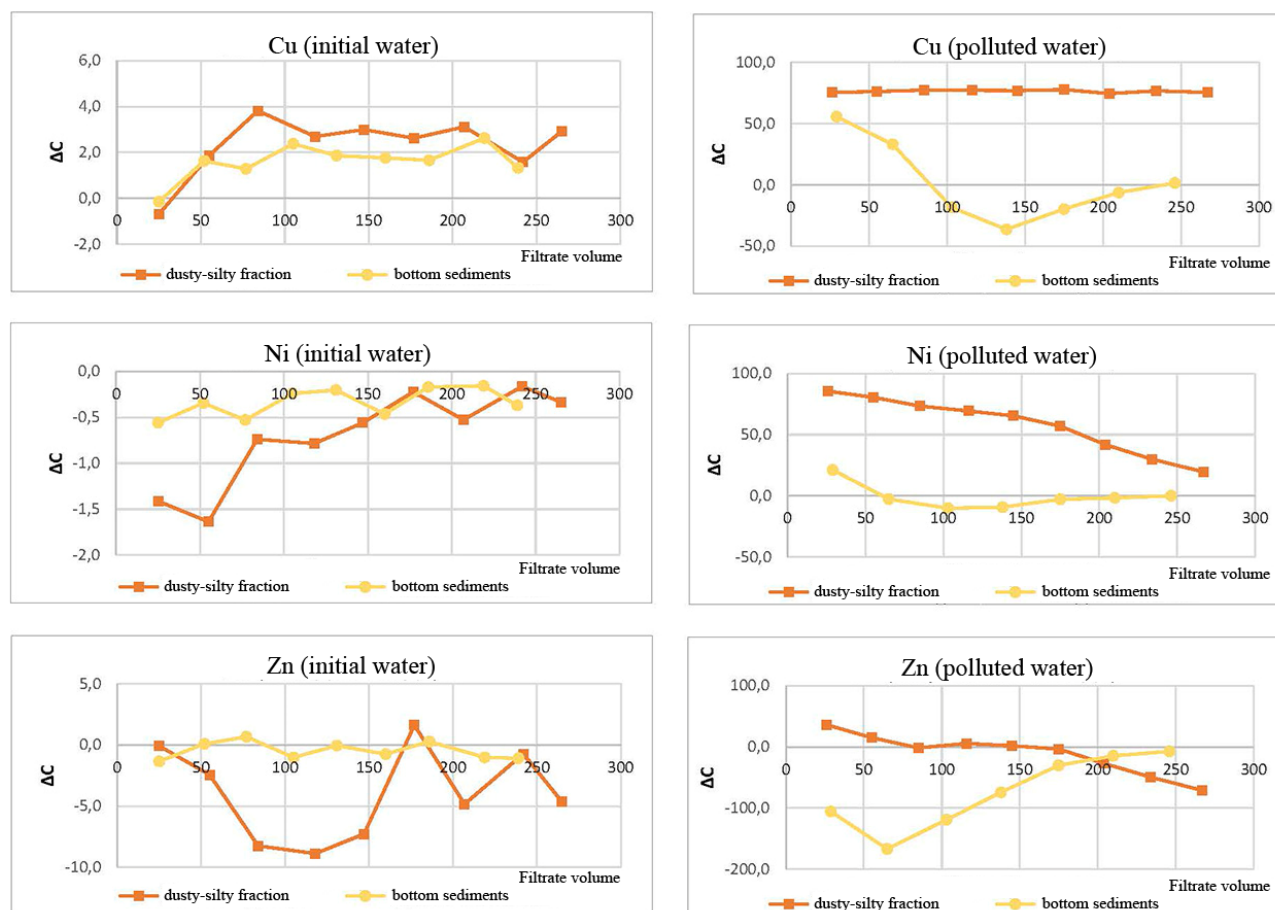 Cu (initial water)
6,0
4,0
2,0
0,0
-2,0
ΔC
0 50 100 150 200 250 300
Filtrate volume
dusty-silty fraction bottom sediments
Cu (polluted water)
100,0
50,0
0,0
-50,0
ΔC
0 50 100 150 200 250 300
Filtrate volume
dusty-silty fraction bottom sediments
Ni (initial water)
0,0
-0,5
-1,0
-1,5
-2,0
ΔC
0 50 100 150 200 250 300
Filtrate volume
dusty-silty fraction bottom sediments
Ni (polluted water)
100,0
50,0
0,0
-50,0
ΔC
0 50 100 150 200 250 300
Filtrate volume
dusty-silty fraction bottom sediments
Zn (initial water)
5,0
0,0
-5,0
-10,0
ΔC
0 50 100 150 200 250 300
Filtrate volume
dusty-silty fraction bottom sediments
Zn (polluted water)
100,0
0,0
-100,0
-200,0
ΔC
0 50 100 150 200 250 300
Filtrate volume
dusty-silty fraction bottom sediments